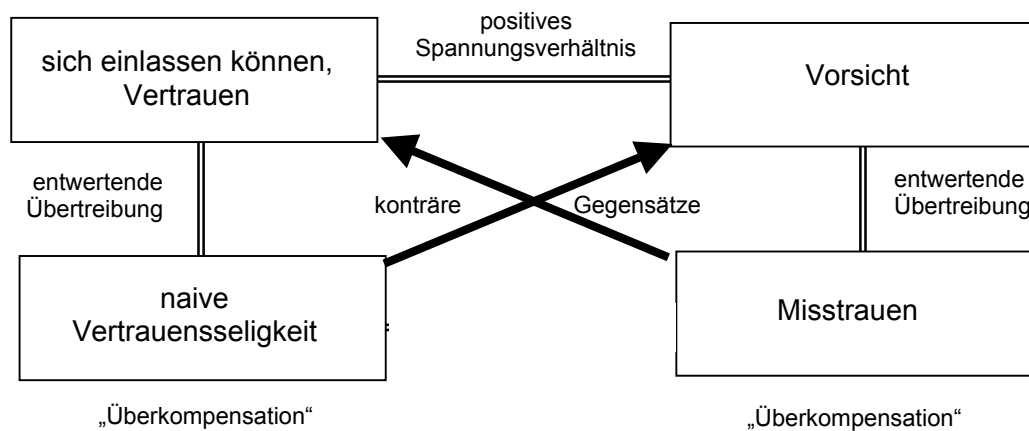 positives
Spannungsverhältnis
sich einlassen können,
Vertrauen
Vorsicht
entwertende
Übertreibung
konträre
Gegensätze
entwertende
Übertreibung
naive
Vertrauensseligkeit
Misstrauen
„Überkompensation“
„Überkompensation“